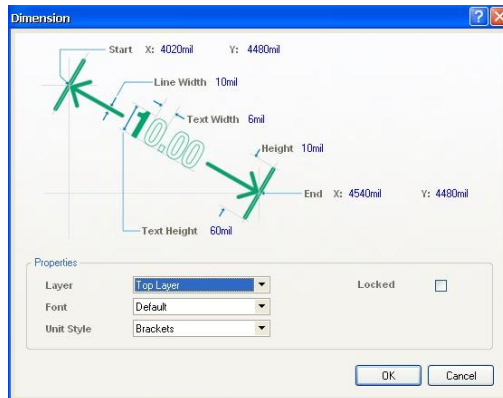 Dimension
Start X: 4020mil Y: 4480mil
Line Width 10mil
Text Width 6mil
10.00
Height 10mil
End X: 4540mil Y: 4480mil
Text Height 60mil
Properties
Layer Top Layer Locked
Font Default
Unit Style Brackets
OK Cancel